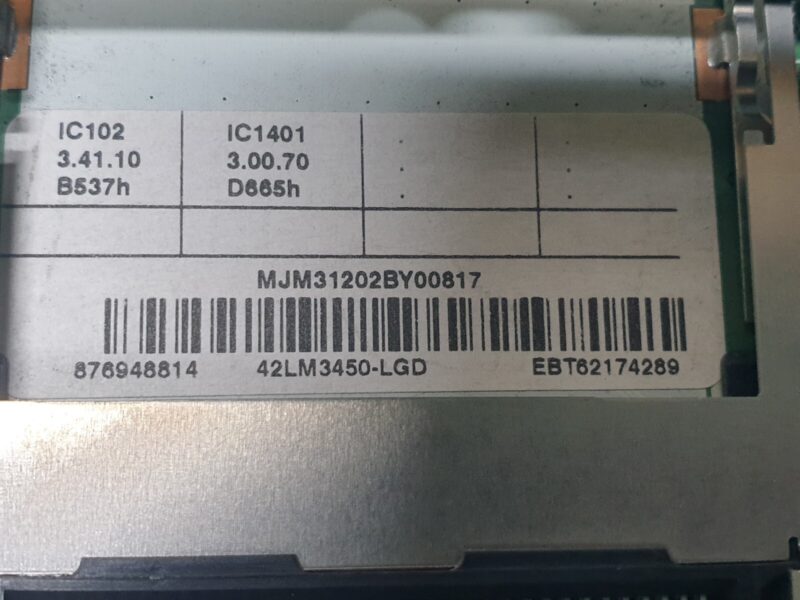 IC102 IC1401
3.41.10 3.00.70
B537h D665h
MJM31202BY00817
876948814 42LM3450-LGD EBT62174289